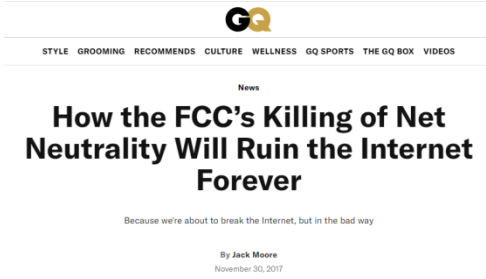 GQ
STYLE GROOMING RECOMMENDS CULTURE WELLNESS GQ SPORTS THE GQ BOX VIDEOS
News
How the FCC’s Killing of Net
Neutrality Will Ruin the Internet
Forever
Because we're about to break the Internet, but in the bad way
By Jack Moore
November 30, 2017